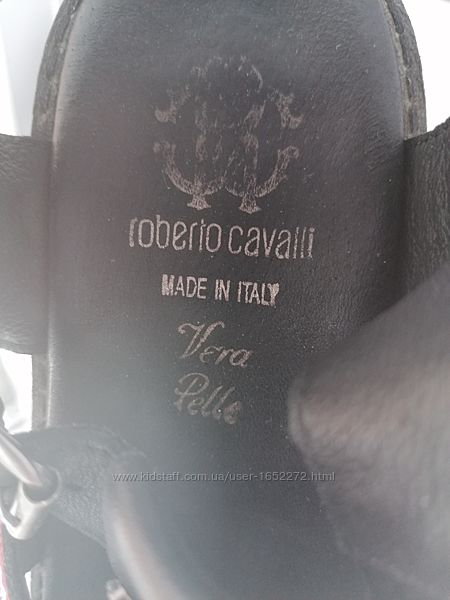 roberto cavalli
MADE IN ITALY
Vera
Pelle
www.kidstaff.com.ua/user-1652272.html